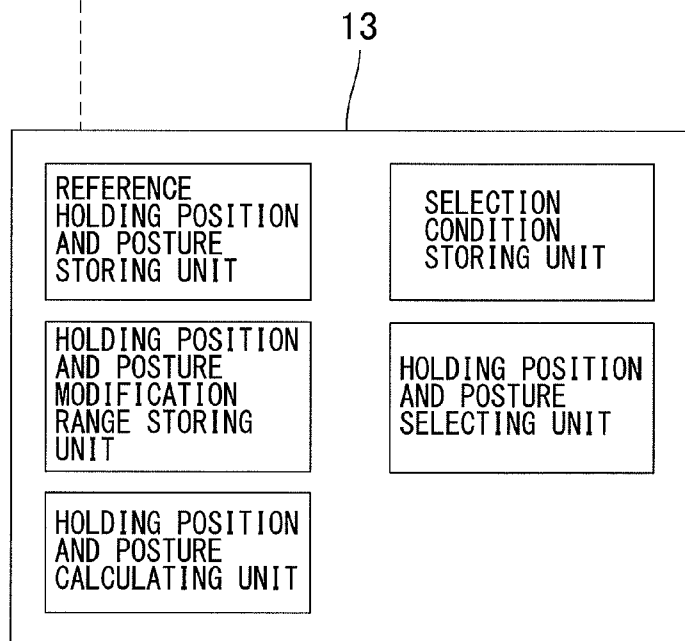 13
REFERENCE
HOLDING POSITION
AND POSTURE
STORING UNIT
HOLDING POSITION
AND POSTURE
MODIFICATION
RANGE STORING
UNIT
HOLDING POSITION
AND POSTURE
CALCULATING UNIT
SELECTION
CONDITION
STORING UNIT
HOLDING POSITION
AND POSTURE
SELECTING UNIT